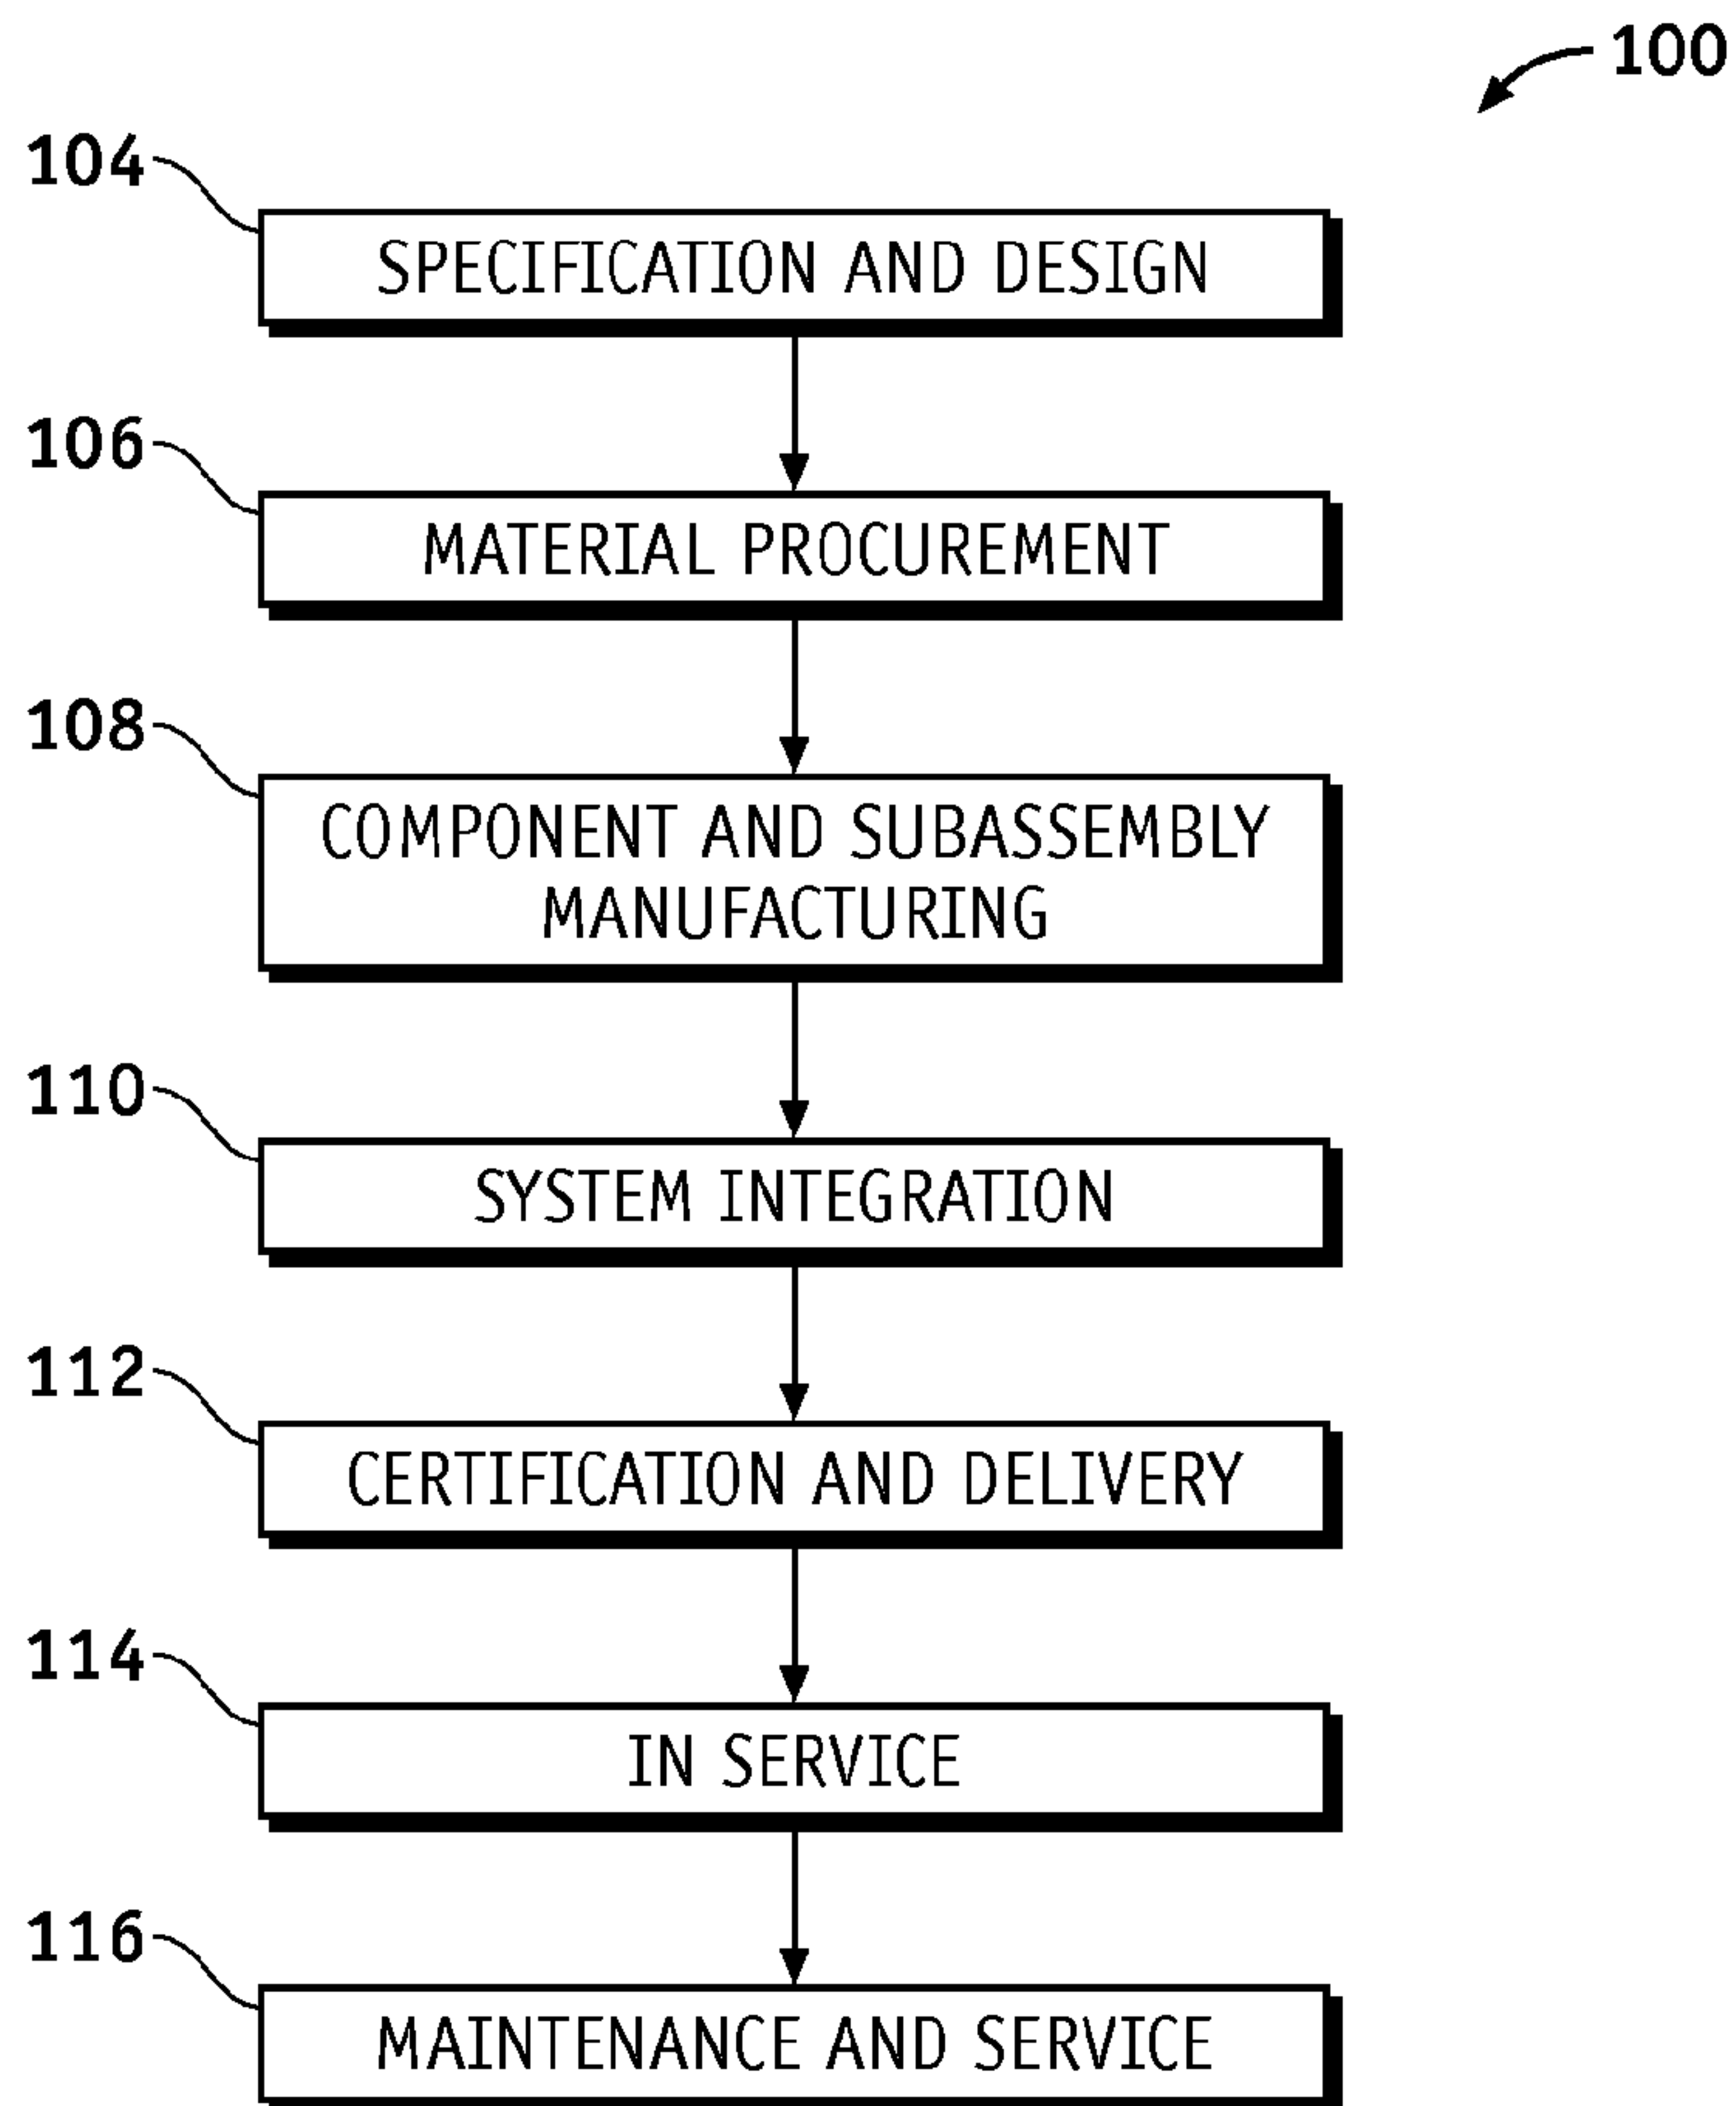 100
104
SPECIFICATION AND DESIGN
106
MATERIAL PROCUREMENT
108
COMPONENT AND SUBASSEMBLY
MANUFACTURING
110
SYSTEM INTEGRATION
112
CERTIFICATION AND DELIVERY
114
IN SERVICE
116
MAINTENANCE AND SERVICE